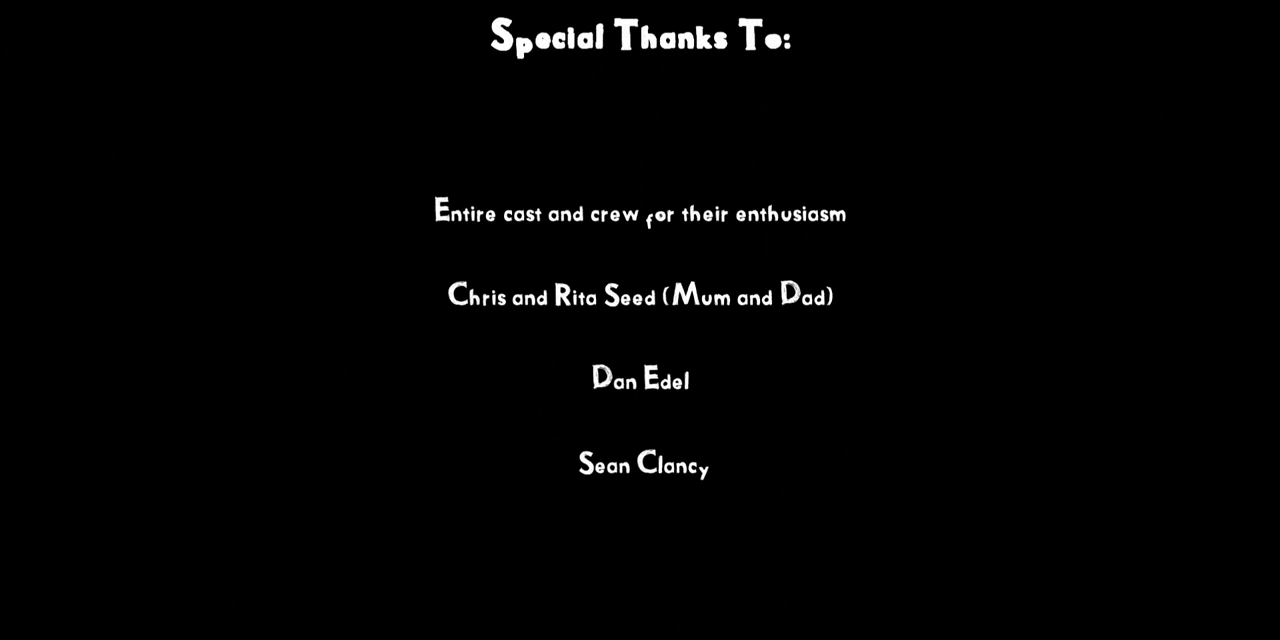 Special Thanks To:
Entire cast and crew for their enthusiasm
Chris and Rita Seed (Mum and Dad)
Dan Edel
Sean Clancy